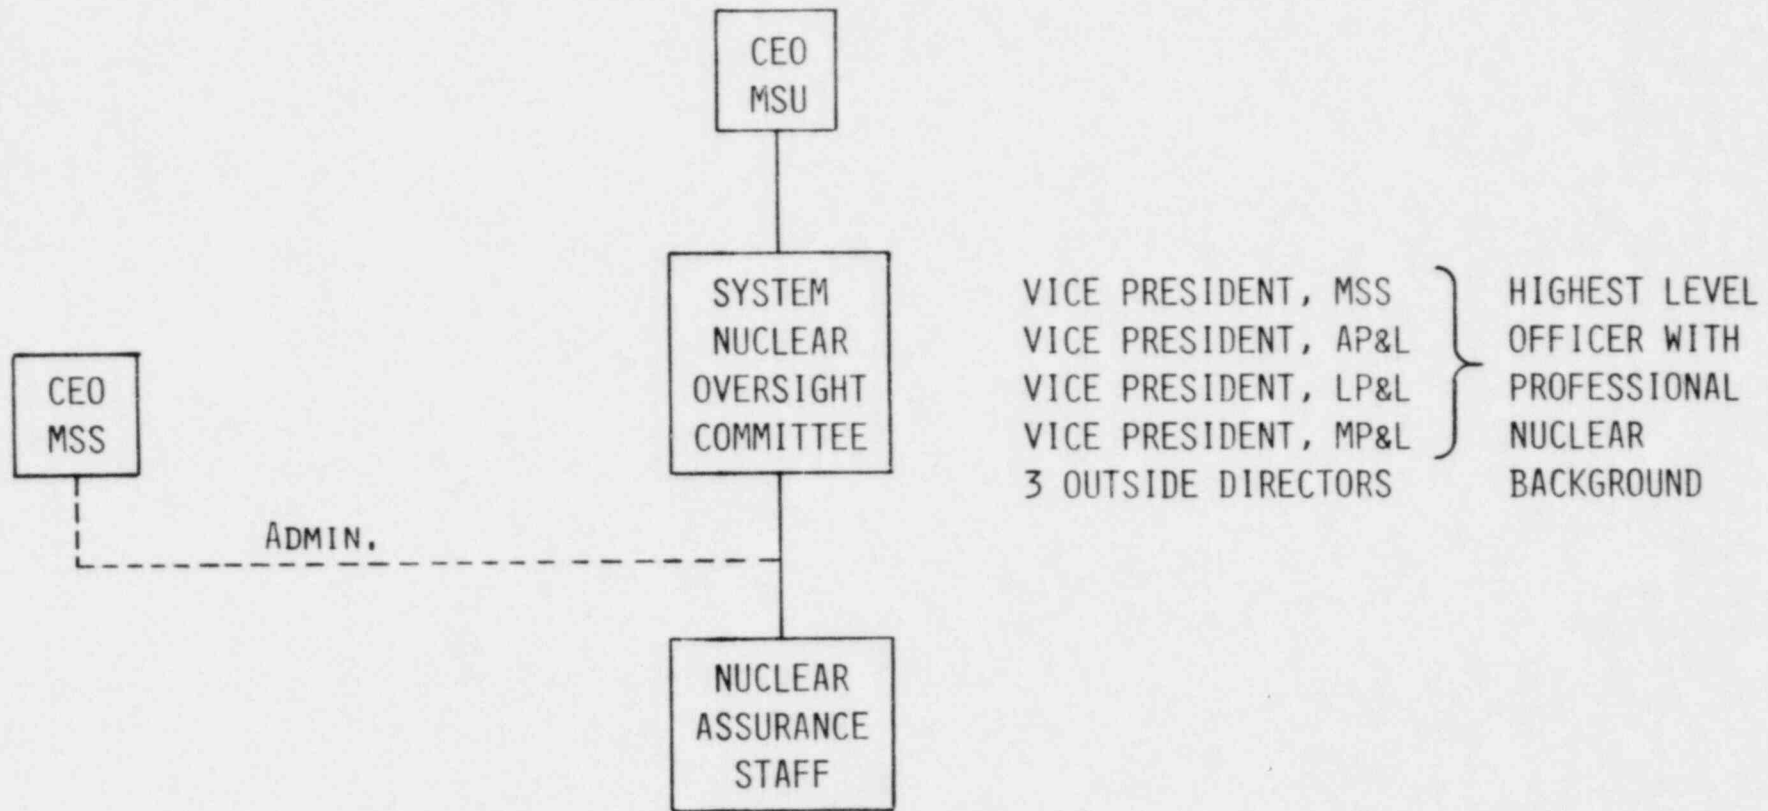 CEO
MSU
SYSTEM
NUCLEAR
OVERSIGHT
COMMITTEE
VICE PRESIDENT, MSS
VICE PRESIDENT, AP&L
VICE PRESIDENT, LP&L
VICE PRESIDENT, MP&L
3 OUTSIDE DIRECTORS
HIGHEST LEVEL
OFFICER WITH
PROFESSIONAL
NUCLEAR
BACKGROUND
CEO
MSS
ADMIN.
NUCLEAR
ASSURANCE
STAFF